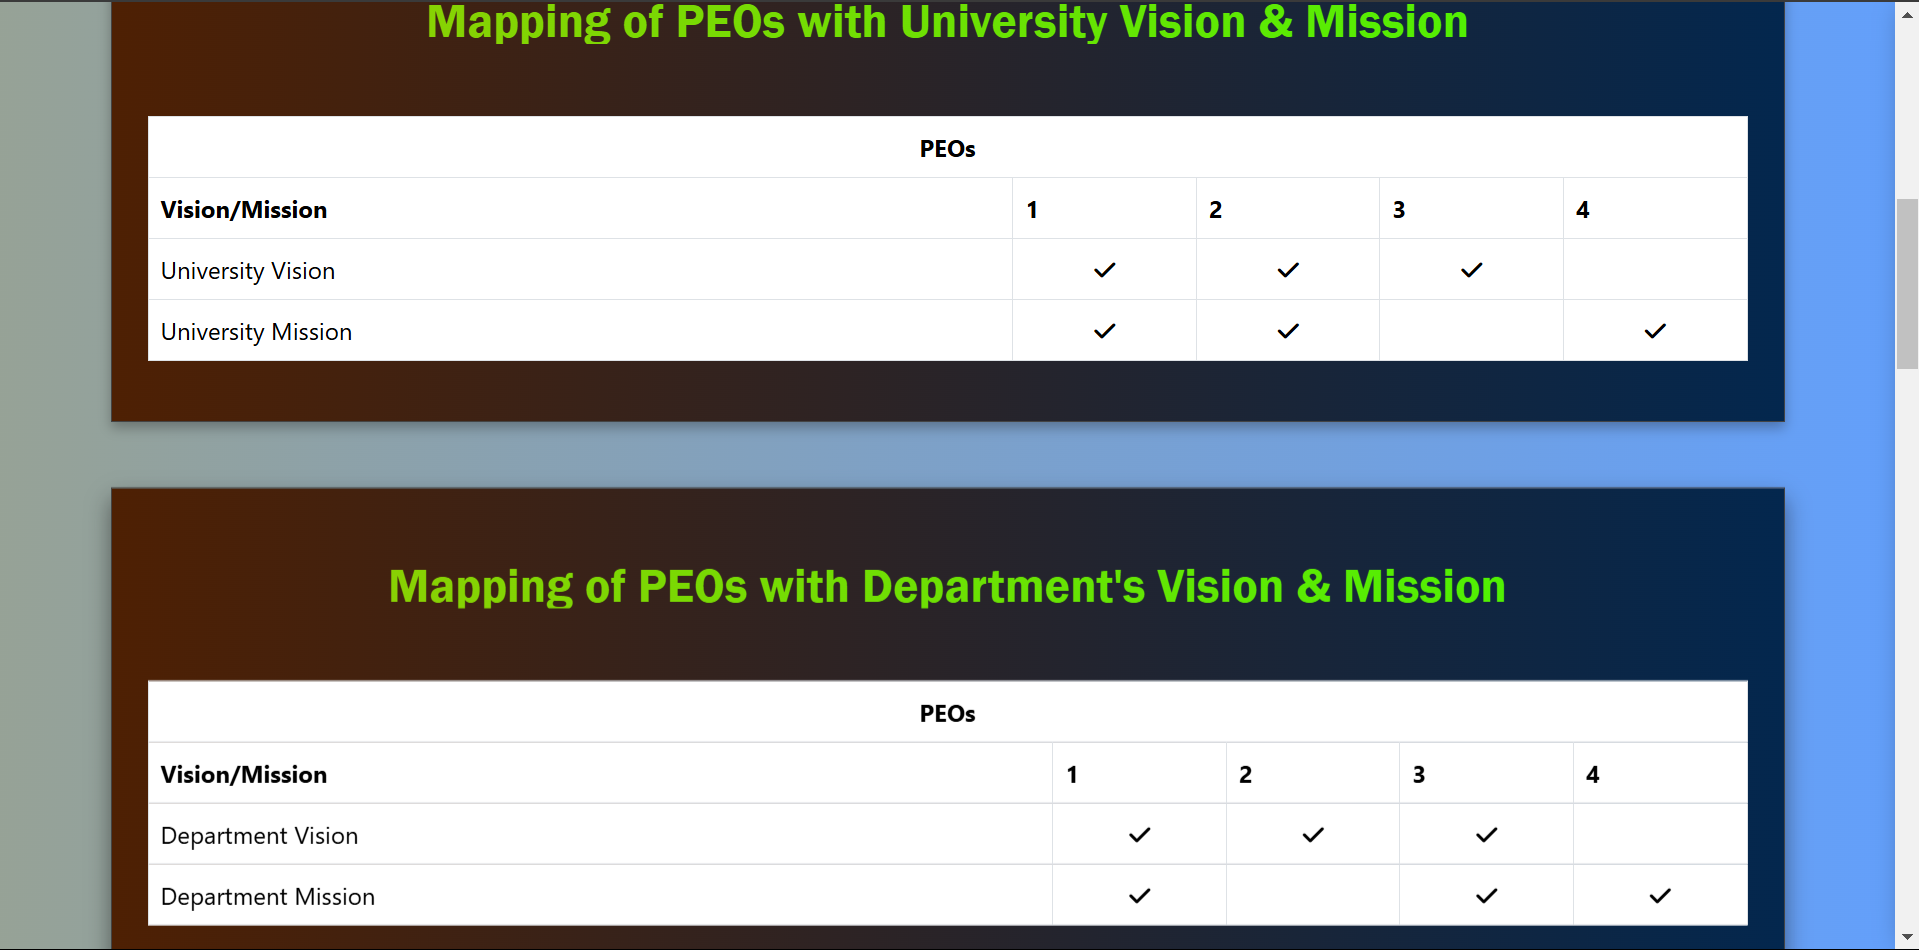 Mapping of PEOs with University Vision & Mission
PEOs
Vision/Mission 1 2 3 4
University Vision ✓ ✓ ✓
University Mission ✓ ✓ ✓
Mapping of PEOs with Department's Vision & Mission
PEOs
Vision/Mission 1 2 3 4
Department Vision ✓ ✓ ✓
Department Mission ✓ ✓ ✓